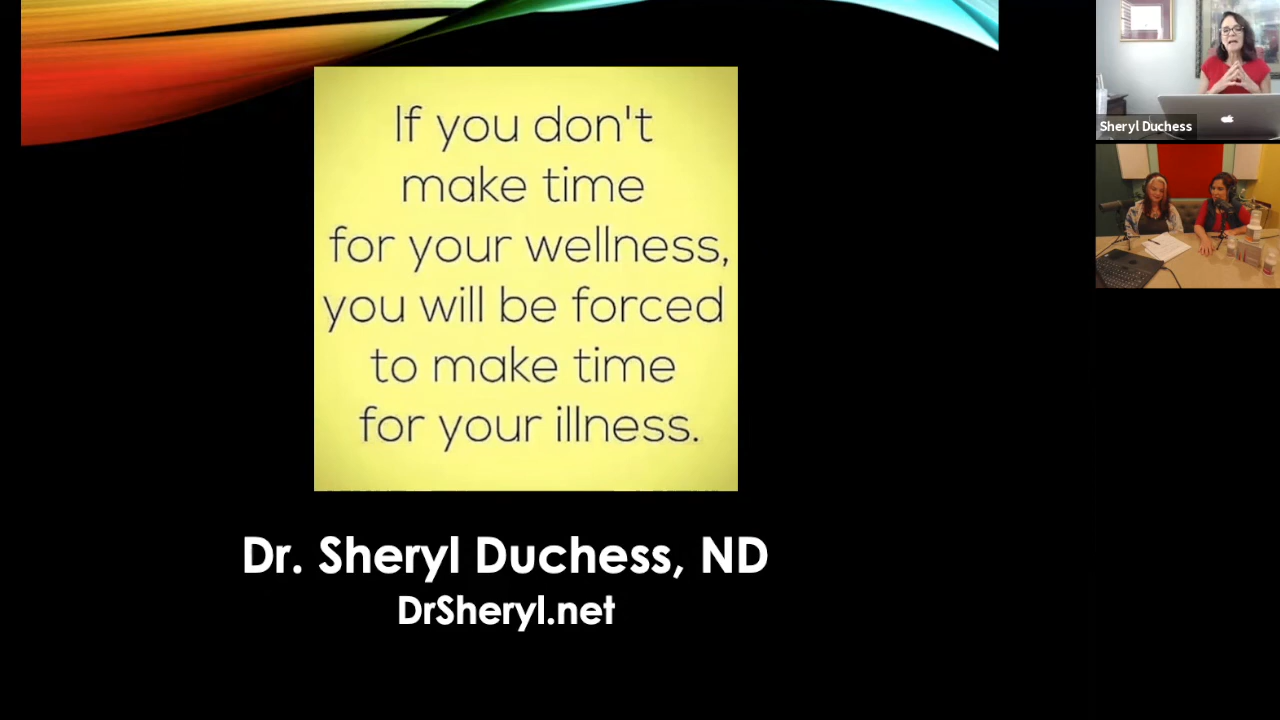 If you don't
make time
for your wellness,
you will be forced
to make time
for your illness.
Dr. Sheryl Duchess, ND
DrSheryl.net
Sheryl Duchess